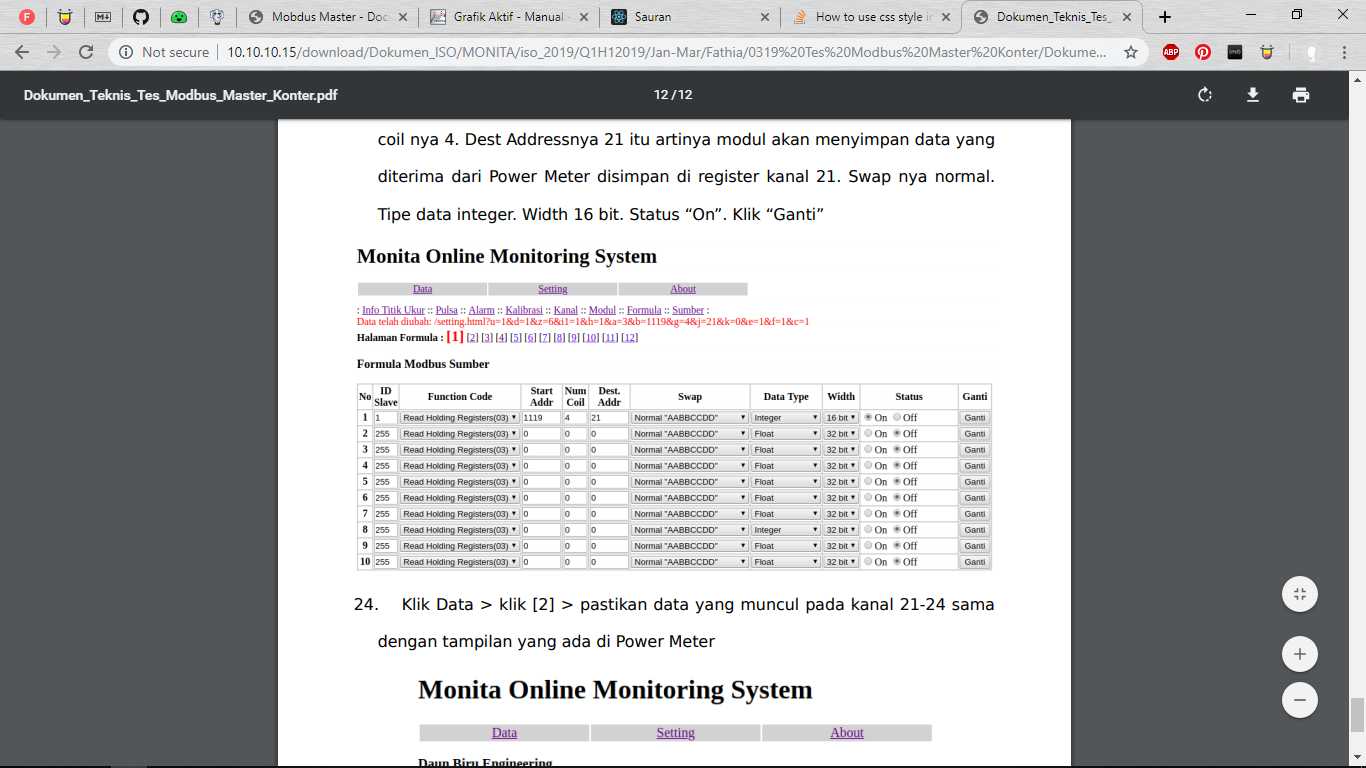 Mobdus Master - Doc
Grafik Aktif - Manual -
Sauran
How to use css style in
Dokumen_Teknis_Tes_
Not secure | 10.10.10.15/download/Dokumen_ISO/MONITA/iso_2019/Q1H12019/Jan-Mar/Fathia/0319%20Tes%20Modbus%20Master%20Konter/Dokume...
Dokumen_Teknis_Tes_Modbus_Master_Konter.pdf
12 / 12
coil nya 4. Dest Addressnya 21 itu artinya modul akan menyimpan data yang
diterima dari Power Meter disimpan di register kanal 21. Swap nya normal.
Tipe data integer. Width 16 bit. Status “On”. Klik “Ganti”
Monita Online Monitoring System
Data Setting About
: Info Titik Ukur :: Pulsa :: Alarm :: Kalibrasi :: Kanal :: Modul :: Formula :: Sumber :
Data telah diubah: /setting.html?u=1&d=1&z=6&i1=1&h=1&a=3&b=1119&g=4&j=21&k=0&e=1&f=1&c=1
Halaman Formula : [1] [2] [3] [4] [5] [6] [7] [8] [9] [10] [11] [12]
Formula Modbus Sumber
No ID Slave Function Code Start Addr Num Coil Dest. Addr Swap Data Type Width Status Ganti
1 1 Read Holding Registers(03) 1119 4 21 Normal "AABBCCDD" Integer 16 bit On Off Ganti
2 255 Read Holding Registers(03) 0 0 0 Normal "AABBCCDD" Float 32 bit On Off Ganti
3 255 Read Holding Registers(03) 0 0 0 Normal "AABBCCDD" Float 32 bit On Off Ganti
4 255 Read Holding Registers(03) 0 0 0 Normal "AABBCCDD" Float 32 bit On Off Ganti
5 255 Read Holding Registers(03) 0 0 0 Normal "AABBCCDD" Float 32 bit On Off Ganti
6 255 Read Holding Registers(03) 0 0 0 Normal "AABBCCDD" Float 32 bit On Off Ganti
7 255 Read Holding Registers(03) 0 0 0 Normal "AABBCCDD" Float 32 bit On Off Ganti
8 255 Read Holding Registers(03) 0 0 0 Normal "AABBCCDD" Integer 32 bit On Off Ganti
9 255 Read Holding Registers(03) 0 0 0 Normal "AABBCCDD" Float 32 bit On Off Ganti
10 255 Read Holding Registers(03) 0 0 0 Normal "AABBCCDD" Float 32 bit On Off Ganti
24. Klik Data > klik [2] > pastikan data yang muncul pada kanal 21-24 sama
dengan tampilan yang ada di Power Meter
Monita Online Monitoring System
Data Setting About
Daun Biru Engineering